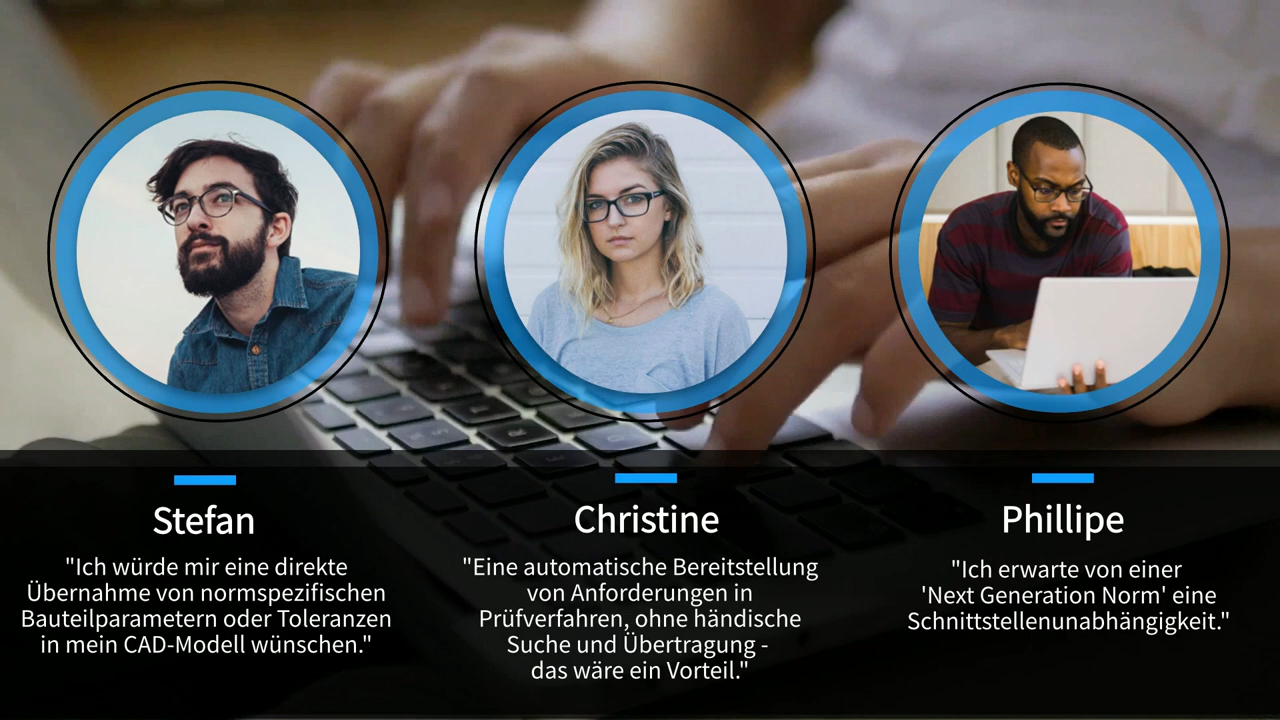 Stefan
"Ich würde mir eine direkte
Übernahme von normspezifischen
Bauteilparametern oder Toleranzen
in mein CAD-Modell wünschen."
Christine
"Eine automatische Bereitstellung
von Anforderungen in
Prüfverfahren, ohne händische
Suche und Übertragung -
das wäre ein Vorteil."
Phillipe
"Ich erwarte von einer
'Next Generation Norm' eine
Schnittstellenunabhängigkeit."